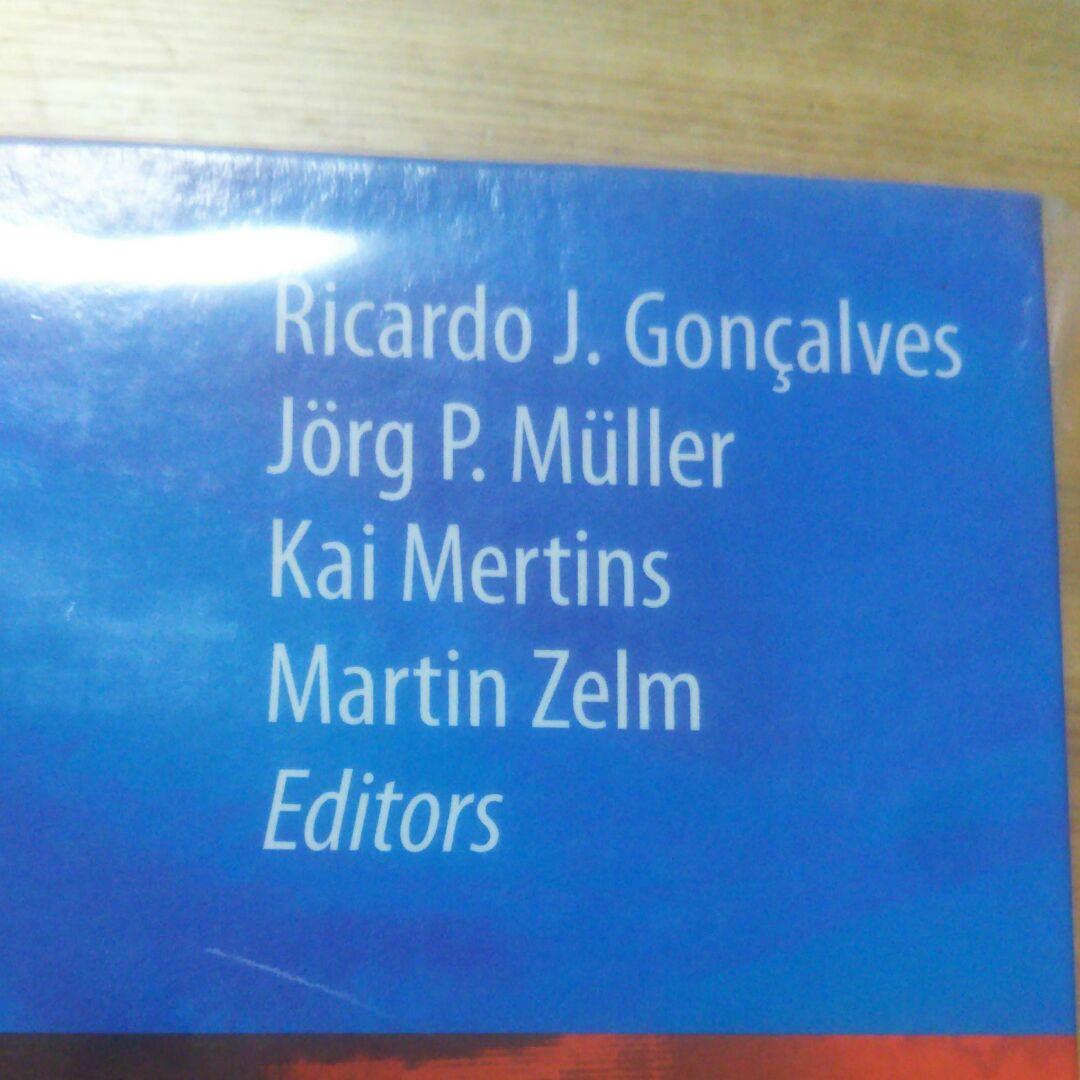 Ricardo J. Gonçalves
Jörg P. Müller
Kai Mertins
Martin Zelm
Editors